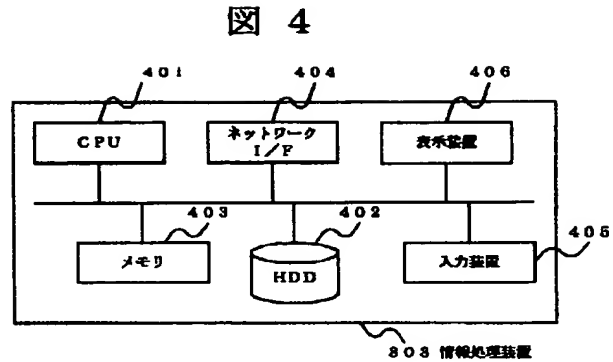 図 4
401
404
406
CPU
ネットワーク
I/F
表示装置
403
402
405
メモリ
HDD
入力装置
303 情報処理装置